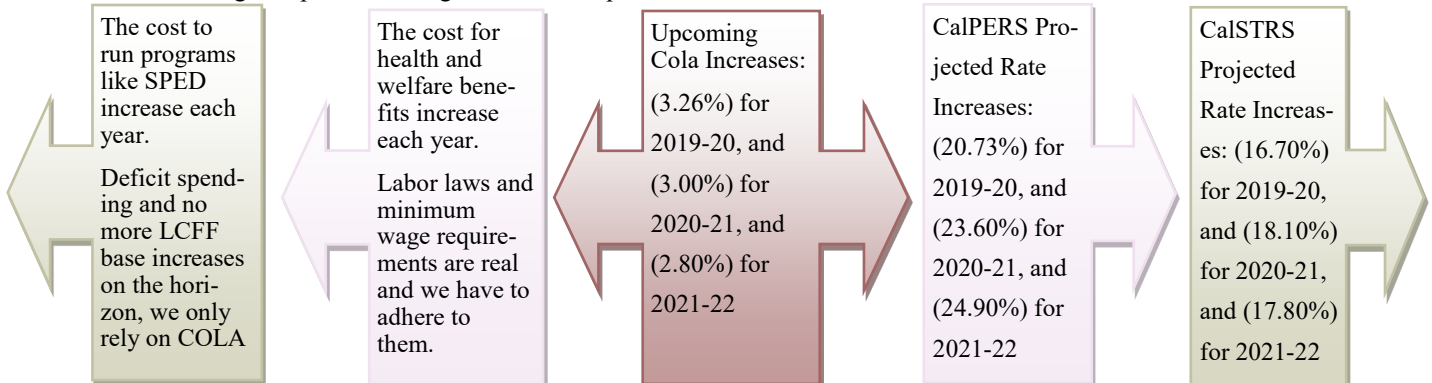 The cost to
run programs
like SPED
increase each
year.
Deficit spend-
ing and no
more LCFF
base increases
on the hori-
zon, we only
rely on COLA
The cost for
health and
welfare bene-
fits increase
each year.
Labor laws and
minimum
wage require-
ments are real
and we have to
adhere to
them.
Upcoming
Cola Increases:
(3.26%) for
2019-20, and
(3.00%) for
2020-21, and
(2.80%) for
2021-22
CalPERS Pro-
jected Rate
Increases:
(20.73%) for
2019-20, and
(23.60%) for
2020-21, and
(24.90%) for
2021-22
CalSTRS
Projected
Rate Increas-
es: (16.70%)
for 2019-20,
and (18.10%)
for 2020-21,
and (17.80%)
for 2021-22